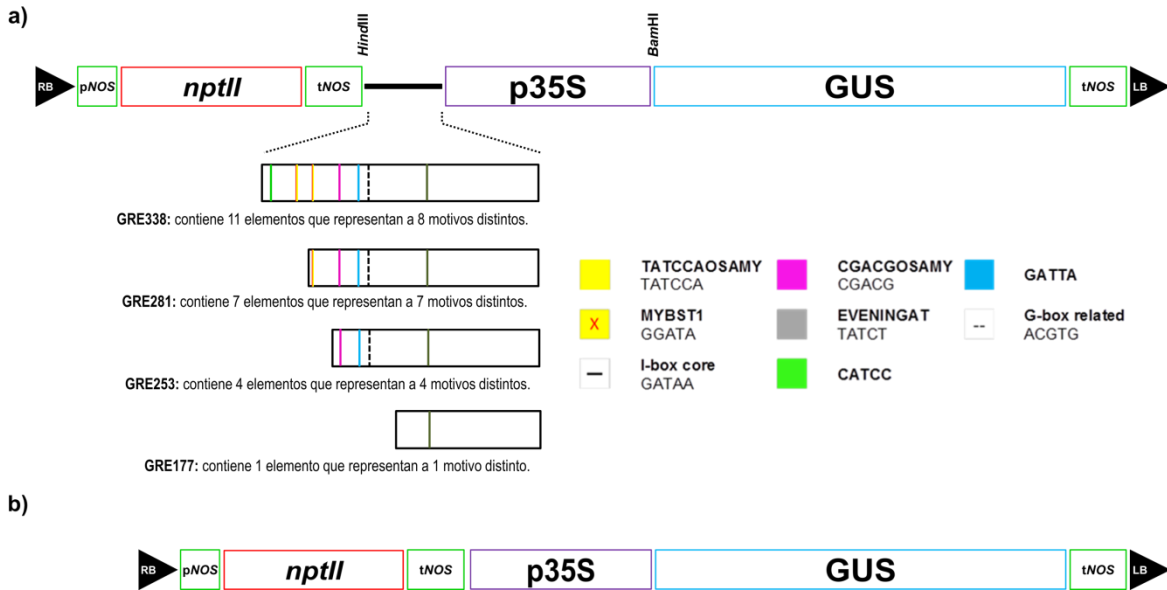 a)
HindIII
BamHI
RB pNOS nptII tNOS p35S GUS tNOS LB
GRE338: contiene 11 elementos que representan a 8 motivos distintos.
GRE281: contiene 7 elementos que representan a 7 motivos distintos.
GRE253: contiene 4 elementos que representan a 4 motivos distintos.
GRE177: contiene 1 elemento que representan a 1 motivo distinto.
TATCCAOSAMY
TATCCA
X MYBST1
GGATA
I-box core
GATAA
CGACGOSAMY
CGACG
EVENINGAT
TATCT
CATCC
GATTA
-- G-box related
ACGTG
b)
RB pNOS nptII tNOS p35S GUS tNOS LB